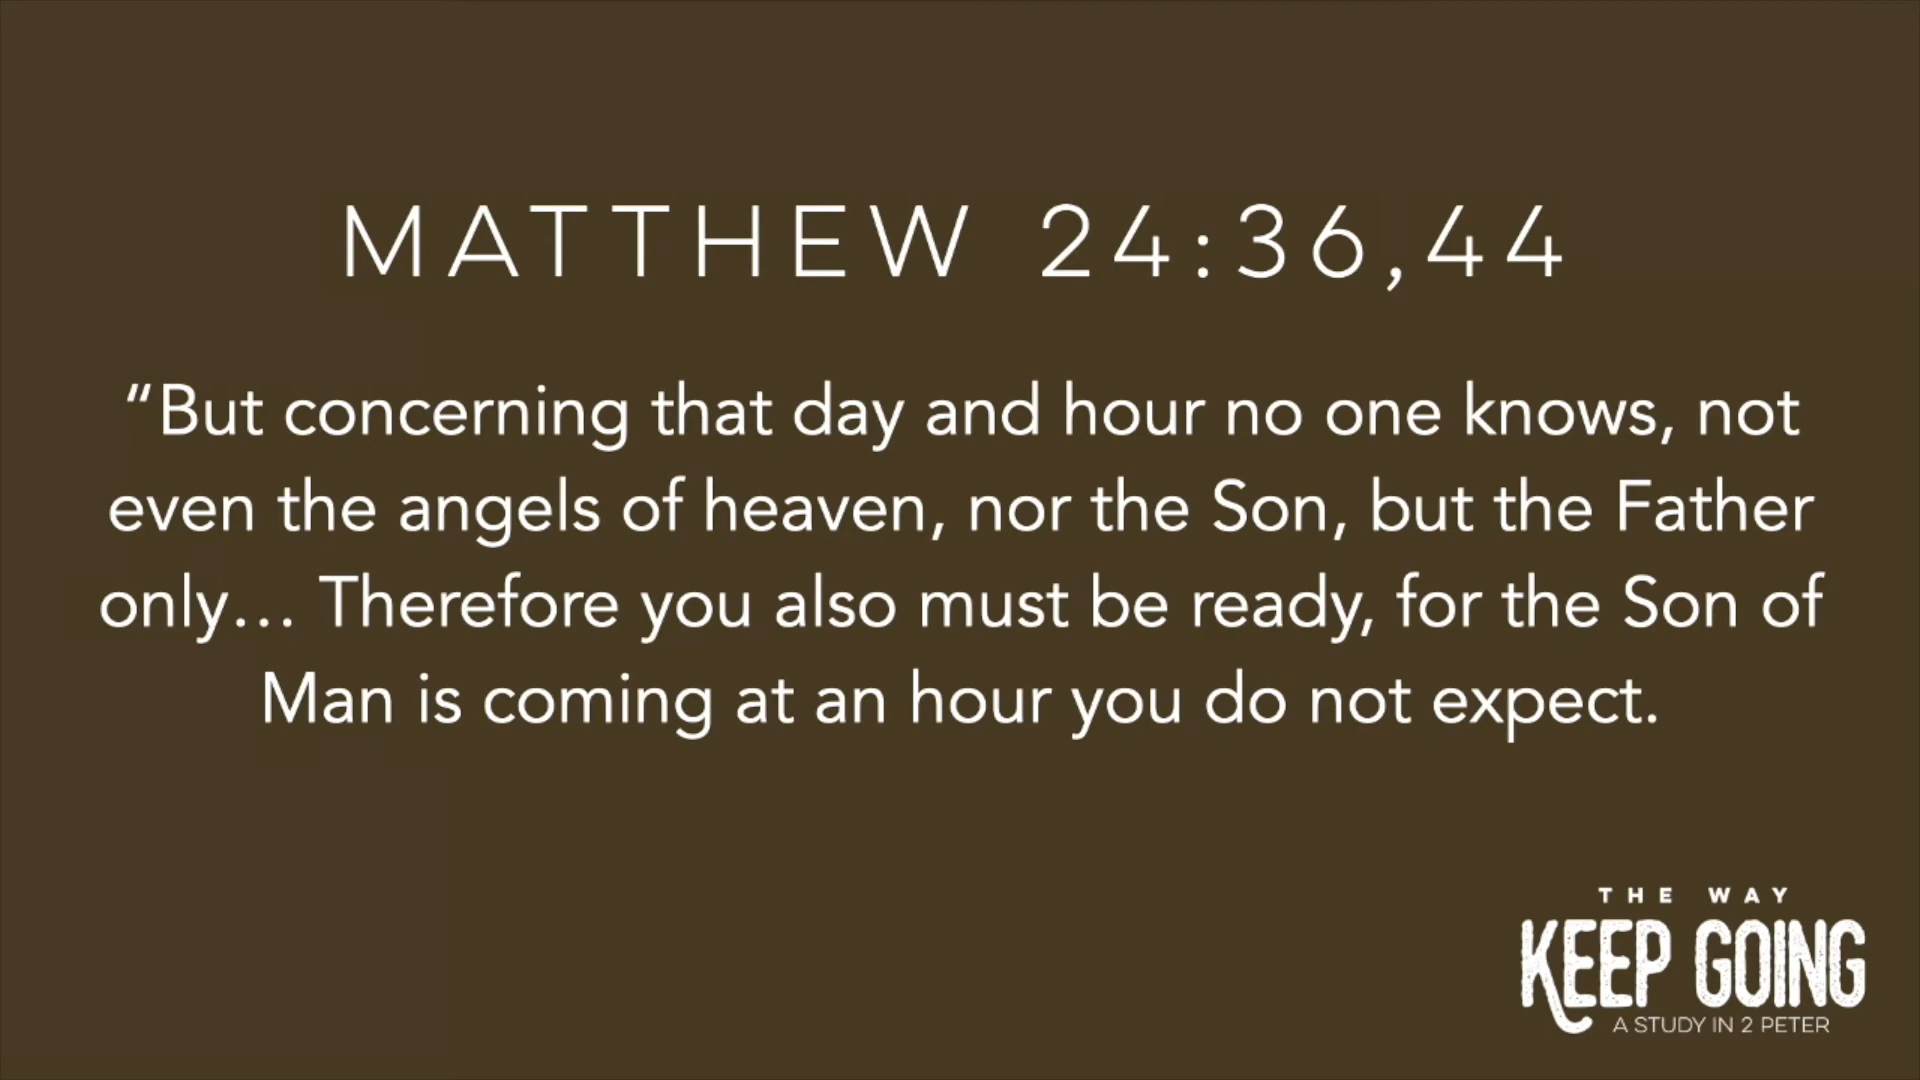 MATTHEW 24:36,44
“But concerning that day and hour no one knows, not
even the angels of heaven, nor the Son, but the Father
only… Therefore you also must be ready, for the Son of
Man is coming at an hour you do not expect.
THE WAY
KEEP GOING
A STUDY IN 2 PETER